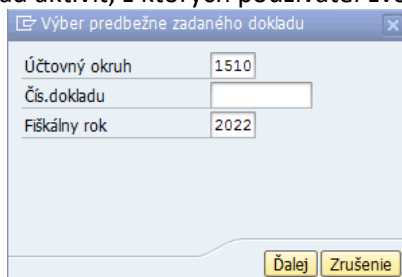 Výber predbežne zadaného dokladu
Účtovný okruh 1510
Čís.dokladu
Fiškálny rok 2022
Ďalej Zrušenie